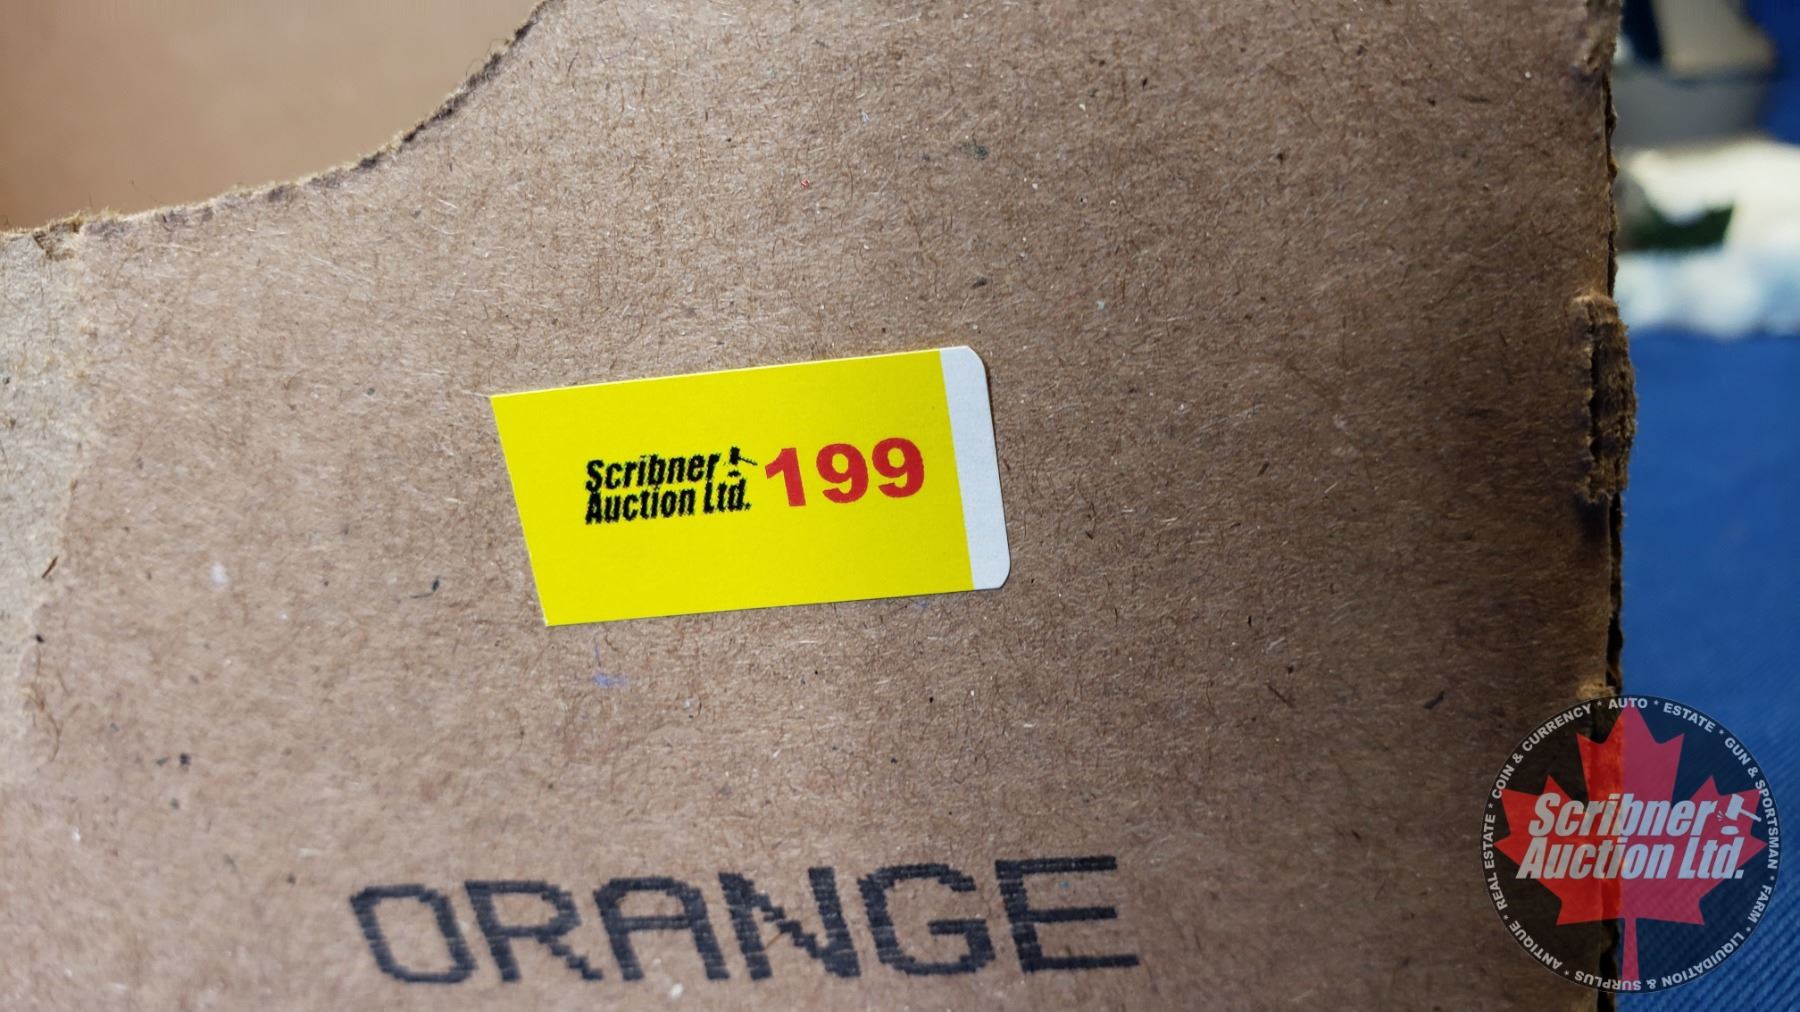 Scribner
Auction Ltd.
199
ORANGE
REAL ESTATE * COIN & CURRENCY * AUTO * ESTATE * GUN & SPORTSMAN * FARM * LIQUIDATION & SURPLUS * ANTIQUE *
Scribner
Auction Ltd.